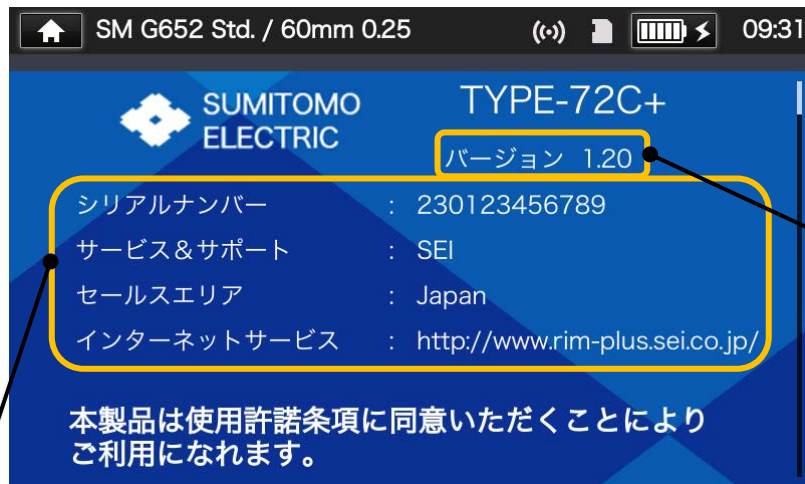 SM G652 Std. / 60mm 0.25 09:31
SUMITOMO
ELECTRIC
TYPE-72C+
バージョン 1.20
シリアルナンバー : 230123456789
サービス＆サポート : SEI
セールスエリア : Japan
インターネットサービス : http://www.rim-plus.sei.co.jp/
本製品は使用許諾条項に同意いただくことにより
ご利用になれます。